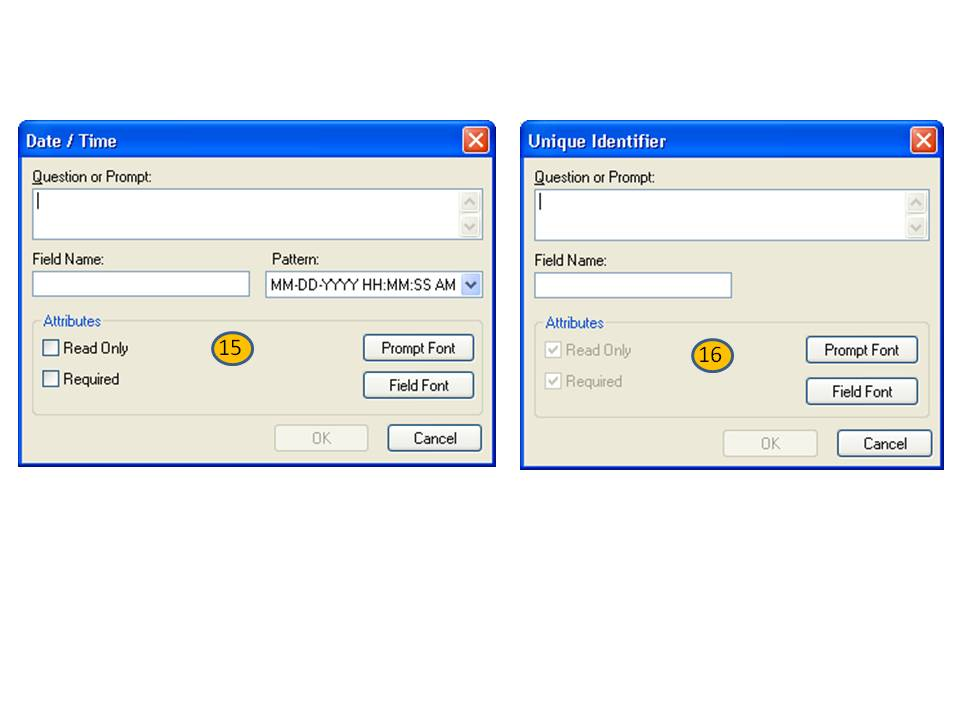 Date / Time
Question or Prompt:
Field Name:
Pattern:
MM-DD-YYYY HH:MM:SS AM
Attributes
Read Only
15
Prompt Font
Required
Field Font
OK
Cancel
Unique Identifier
Question or Prompt:
Field Name:
Attributes
Read Only
16
Prompt Font
Required
Field Font
OK
Cancel